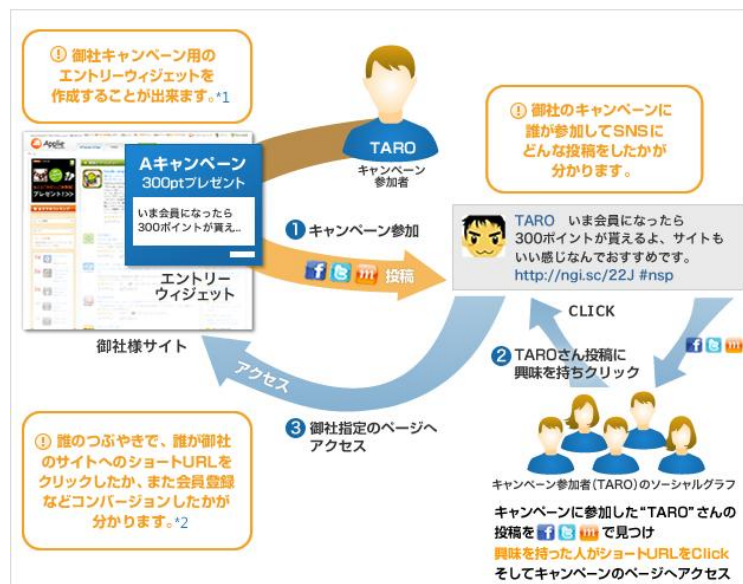 ! 御社キャンペーン用の
エントリーウィジェットを
作成することが出来ます。*1
Applie
Aキャンペーン
300ptプレゼント
いま会員になったら
300ポイントが貰え...
エントリー
ウィジェット
御社様サイト
TARO
キャンペーン
参加者
1 キャンペーン参加
f t m 投稿
! 御社のキャンペーンに
誰が参加してSNSに
どんな投稿をしたかが
分かります。
TARO いま会員になったら
300ポイントが貰えるよ、サイトも
いい感じなんでおすすめです。
http://ngi.sc/22J #nsp
CLICK
2 TAROさん投稿に
興味を持ちクリック
f t m
アクセス
3 御社指定のページへ
アクセス
! 誰のつぶやきで、誰が御社
のサイトへのショートURLを
クリックしたか、また会員登録
などコンバージョンしたかが
分かります。*2
キャンペーン参加者(TARO)のソーシャルグラフ
キャンペーンに参加した“TARO”さんの
投稿を f t m で見つけ
興味を持った人がショートURLをClick
そしてキャンペーンのページへアクセス